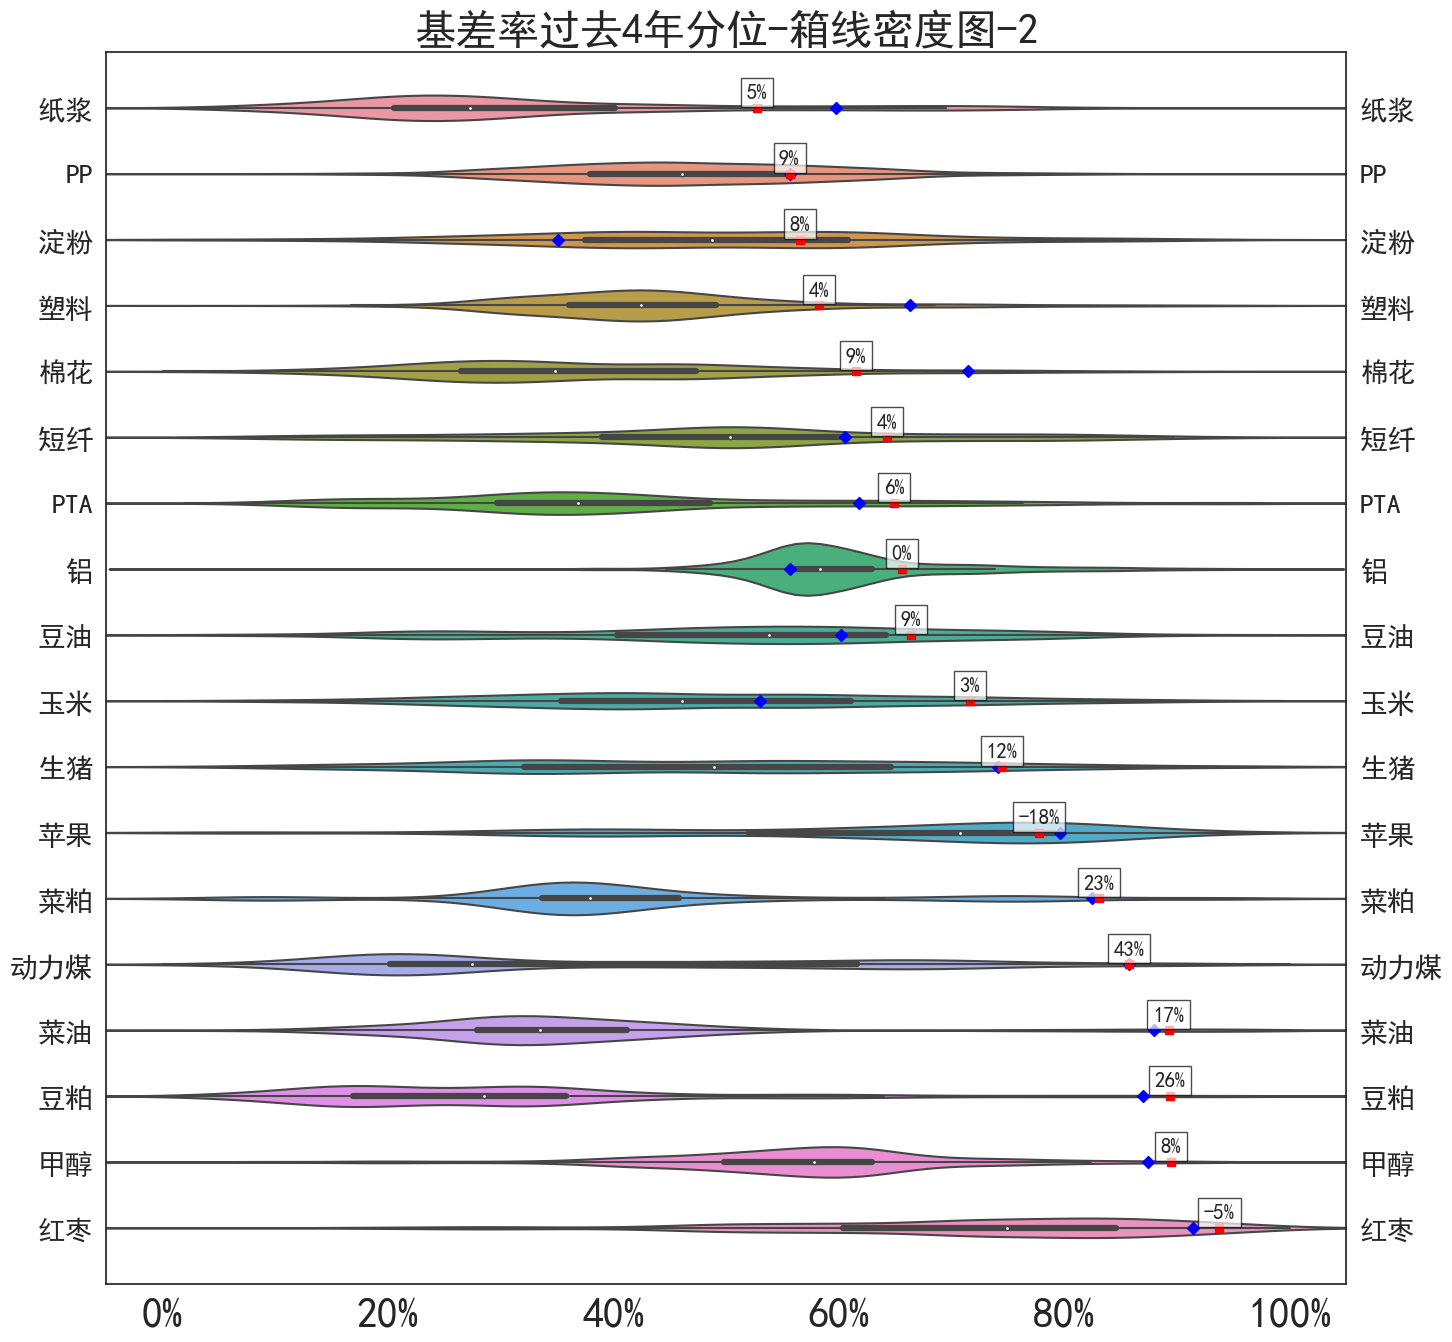 基差率过去4年分位-箱线密度图-2
纸浆 5% 纸浆
PP 9% PP
淀粉 8% 淀粉
塑料 4% 塑料
棉花 9% 棉花
短纤 4% 短纤
PTA 6% PTA
铝 0% 铝
豆油 9% 豆油
玉米 3% 玉米
生猪 12% 生猪
苹果 -18% 苹果
菜粕 23% 菜粕
动力煤 43% 动力煤
菜油 17% 菜油
豆粕 26% 豆粕
甲醇 8% 甲醇
红枣 -5% 红枣
0% 20% 40% 60% 80% 100%